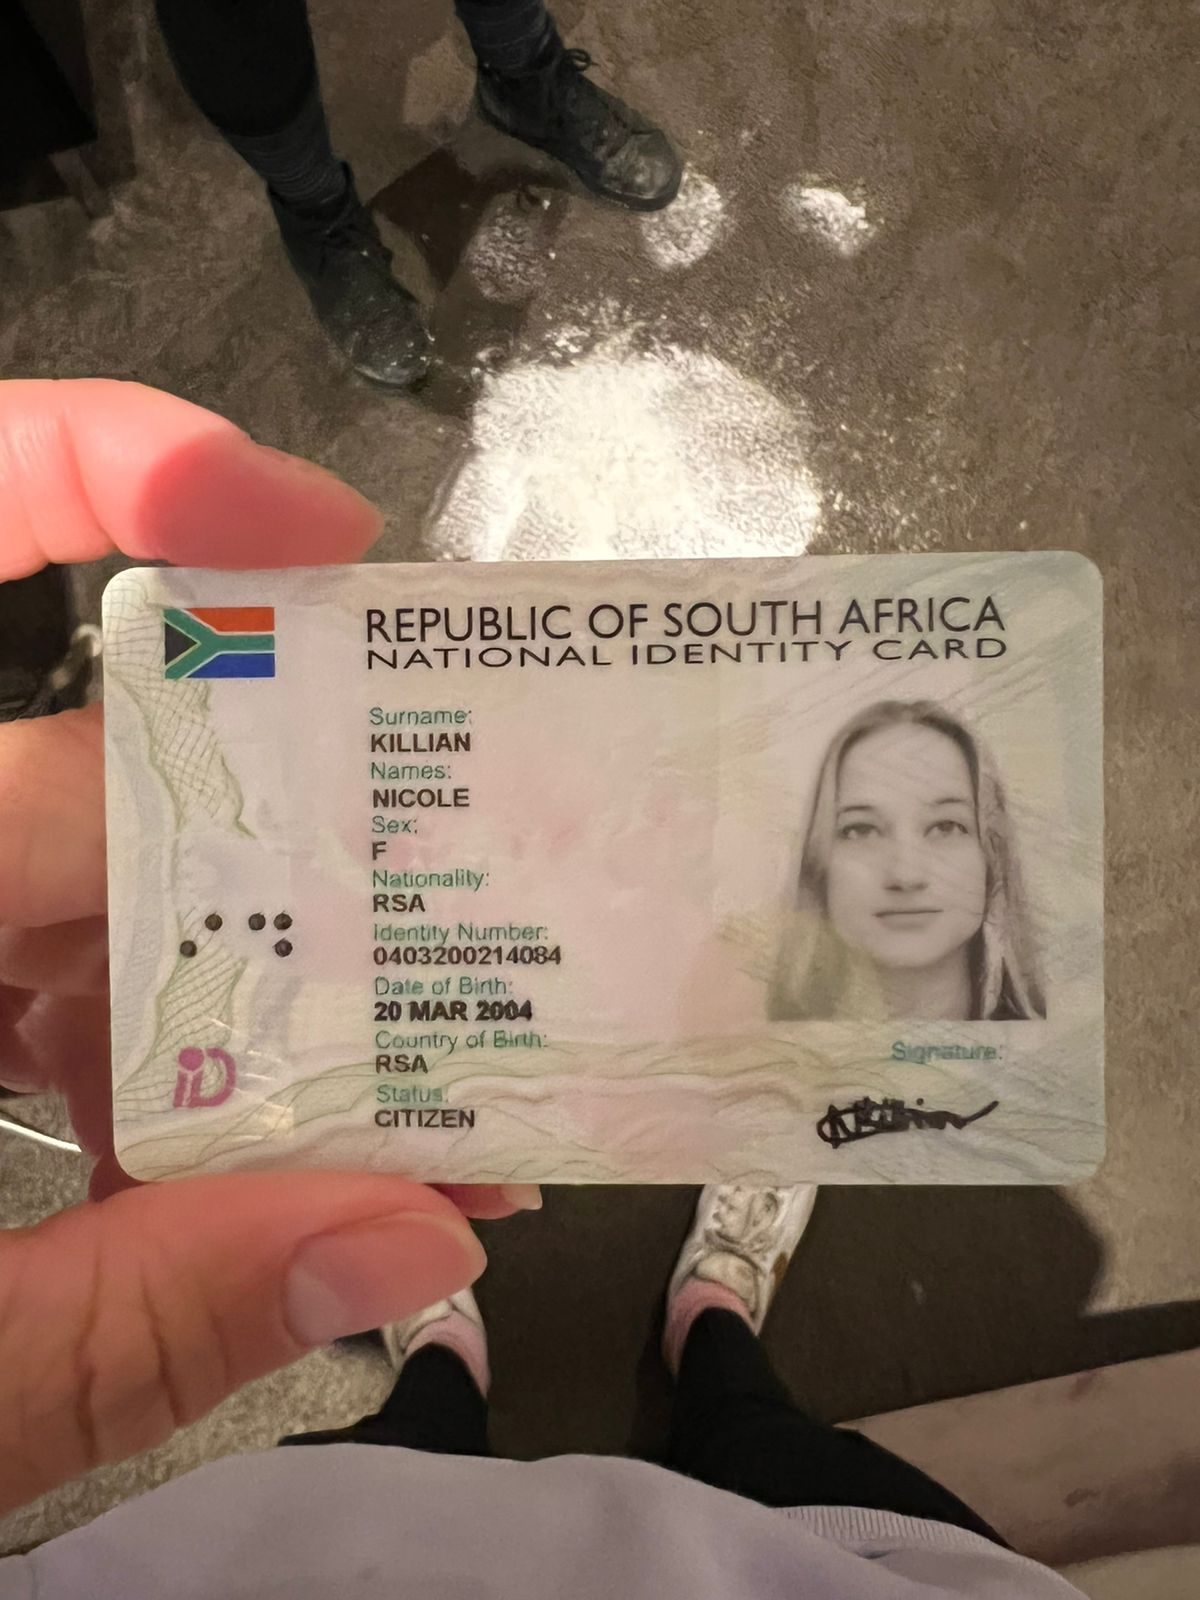 REPUBLIC OF SOUTH AFRICA
NATIONAL IDENTITY CARD
Surname:
KILLIAN
Names:
NICOLE
Sex:
F
Nationality:
RSA
Identity Number:
0403200214084
Date of Birth:
20 MAR 2004
Country of Birth:
RSA
Status:
CITIZEN
Signature:
iD